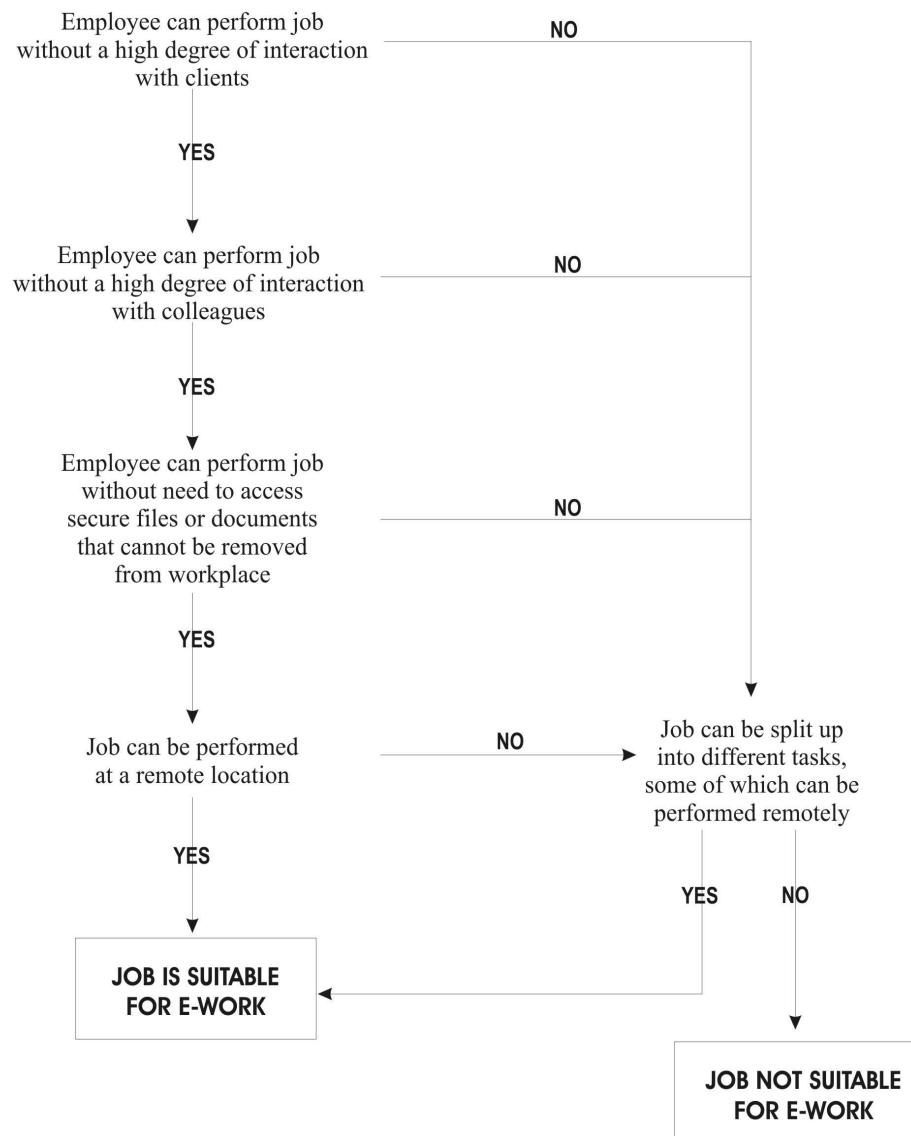 Employee can perform job
without a high degree of interaction
with clients
NO
YES
Employee can perform job
without a high degree of interaction
with colleagues
NO
YES
Employee can perform job
without need to access
secure files or documents
that cannot be removed
from workplace
NO
YES
Job can be performed
at a remote location
NO
Job can be split up
into different tasks,
some of which can be
performed remotely
YES
YES
NO
JOB IS SUITABLE
FOR E-WORK
JOB NOT SUITABLE
FOR E-WORK